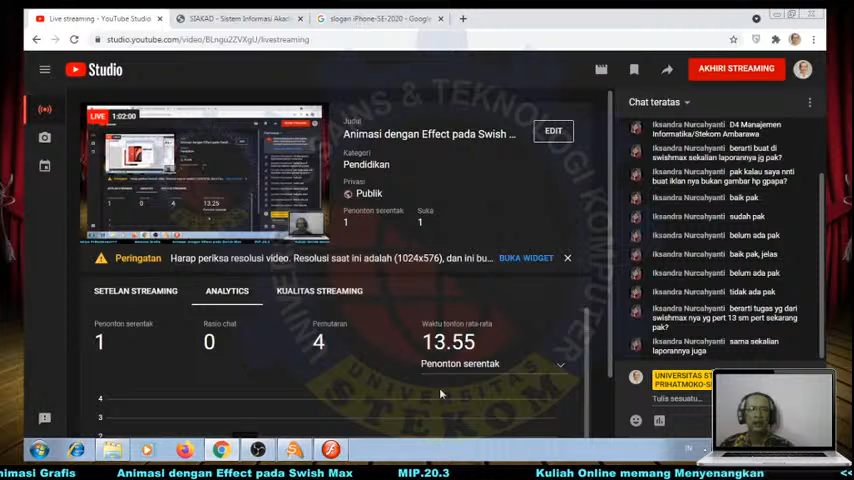 Live streaming - YouTube Studio
SIAKAD - Sistem Informasi Akad
slogan iPhone-SE-2020 - Google
studio.youtube.com/video/BLngu2ZVXgU/livestreaming
Studio
AKHIRI STREAMING
LIVE 1:02:00
Judul
Animasi dengan Effect pada Swish ...
EDIT
Kategori
Pendidikan
Privasi
Publik
Penonton serentak
Suka
1
1
Peringatan
Harap periksa resolusi video. Resolusi saat ini adalah (1024x576), dan ini bu...
BUKA WIDGET
SETELAN STREAMING
ANALYTICS
KUALITAS STREAMING
Penonton serentak
Rasio chat
Pemutaran
Waktu tonton rata-rata
1
0
4
13.55
Penonton serentak
4
3
2
Chat teratas
Iksandra Nurcahyanti D4 Manajemen
Informatika/Stekom Ambarawa
Iksandra Nurcahyanti berarti buat di
swishmax sekalian laporannya jg pak?
Iksandra Nurcahyanti pak kalau saya nnti
buat iklan nya bukan gambar hp gpapa?
Iksandra Nurcahyanti baik pak
Iksandra Nurcahyanti sudah pak
Iksandra Nurcahyanti belum ada pak
Iksandra Nurcahyanti baik pak, jelas
Iksandra Nurcahyanti belum ada pak
Iksandra Nurcahyanti tidak ada pak
Iksandra Nurcahyanti berarti tugas yg dari
swishmax nya yg pert 13 sm pert sekarang
pak?
Iksandra Nurcahyanti sama sekalian
laporannya juga
UNIVERSITAS S
PRIHATMOKO-S
Tulis sesuatu...
SAINS & TEKNOLOGI
KOMPUTER
UNIVERSITAS
STEKOM
IN
nimasi Grafis
Animasi dengan Effect pada Swish Max
MIP.20.3
Kuliah Online memang Menyenangkan
<<